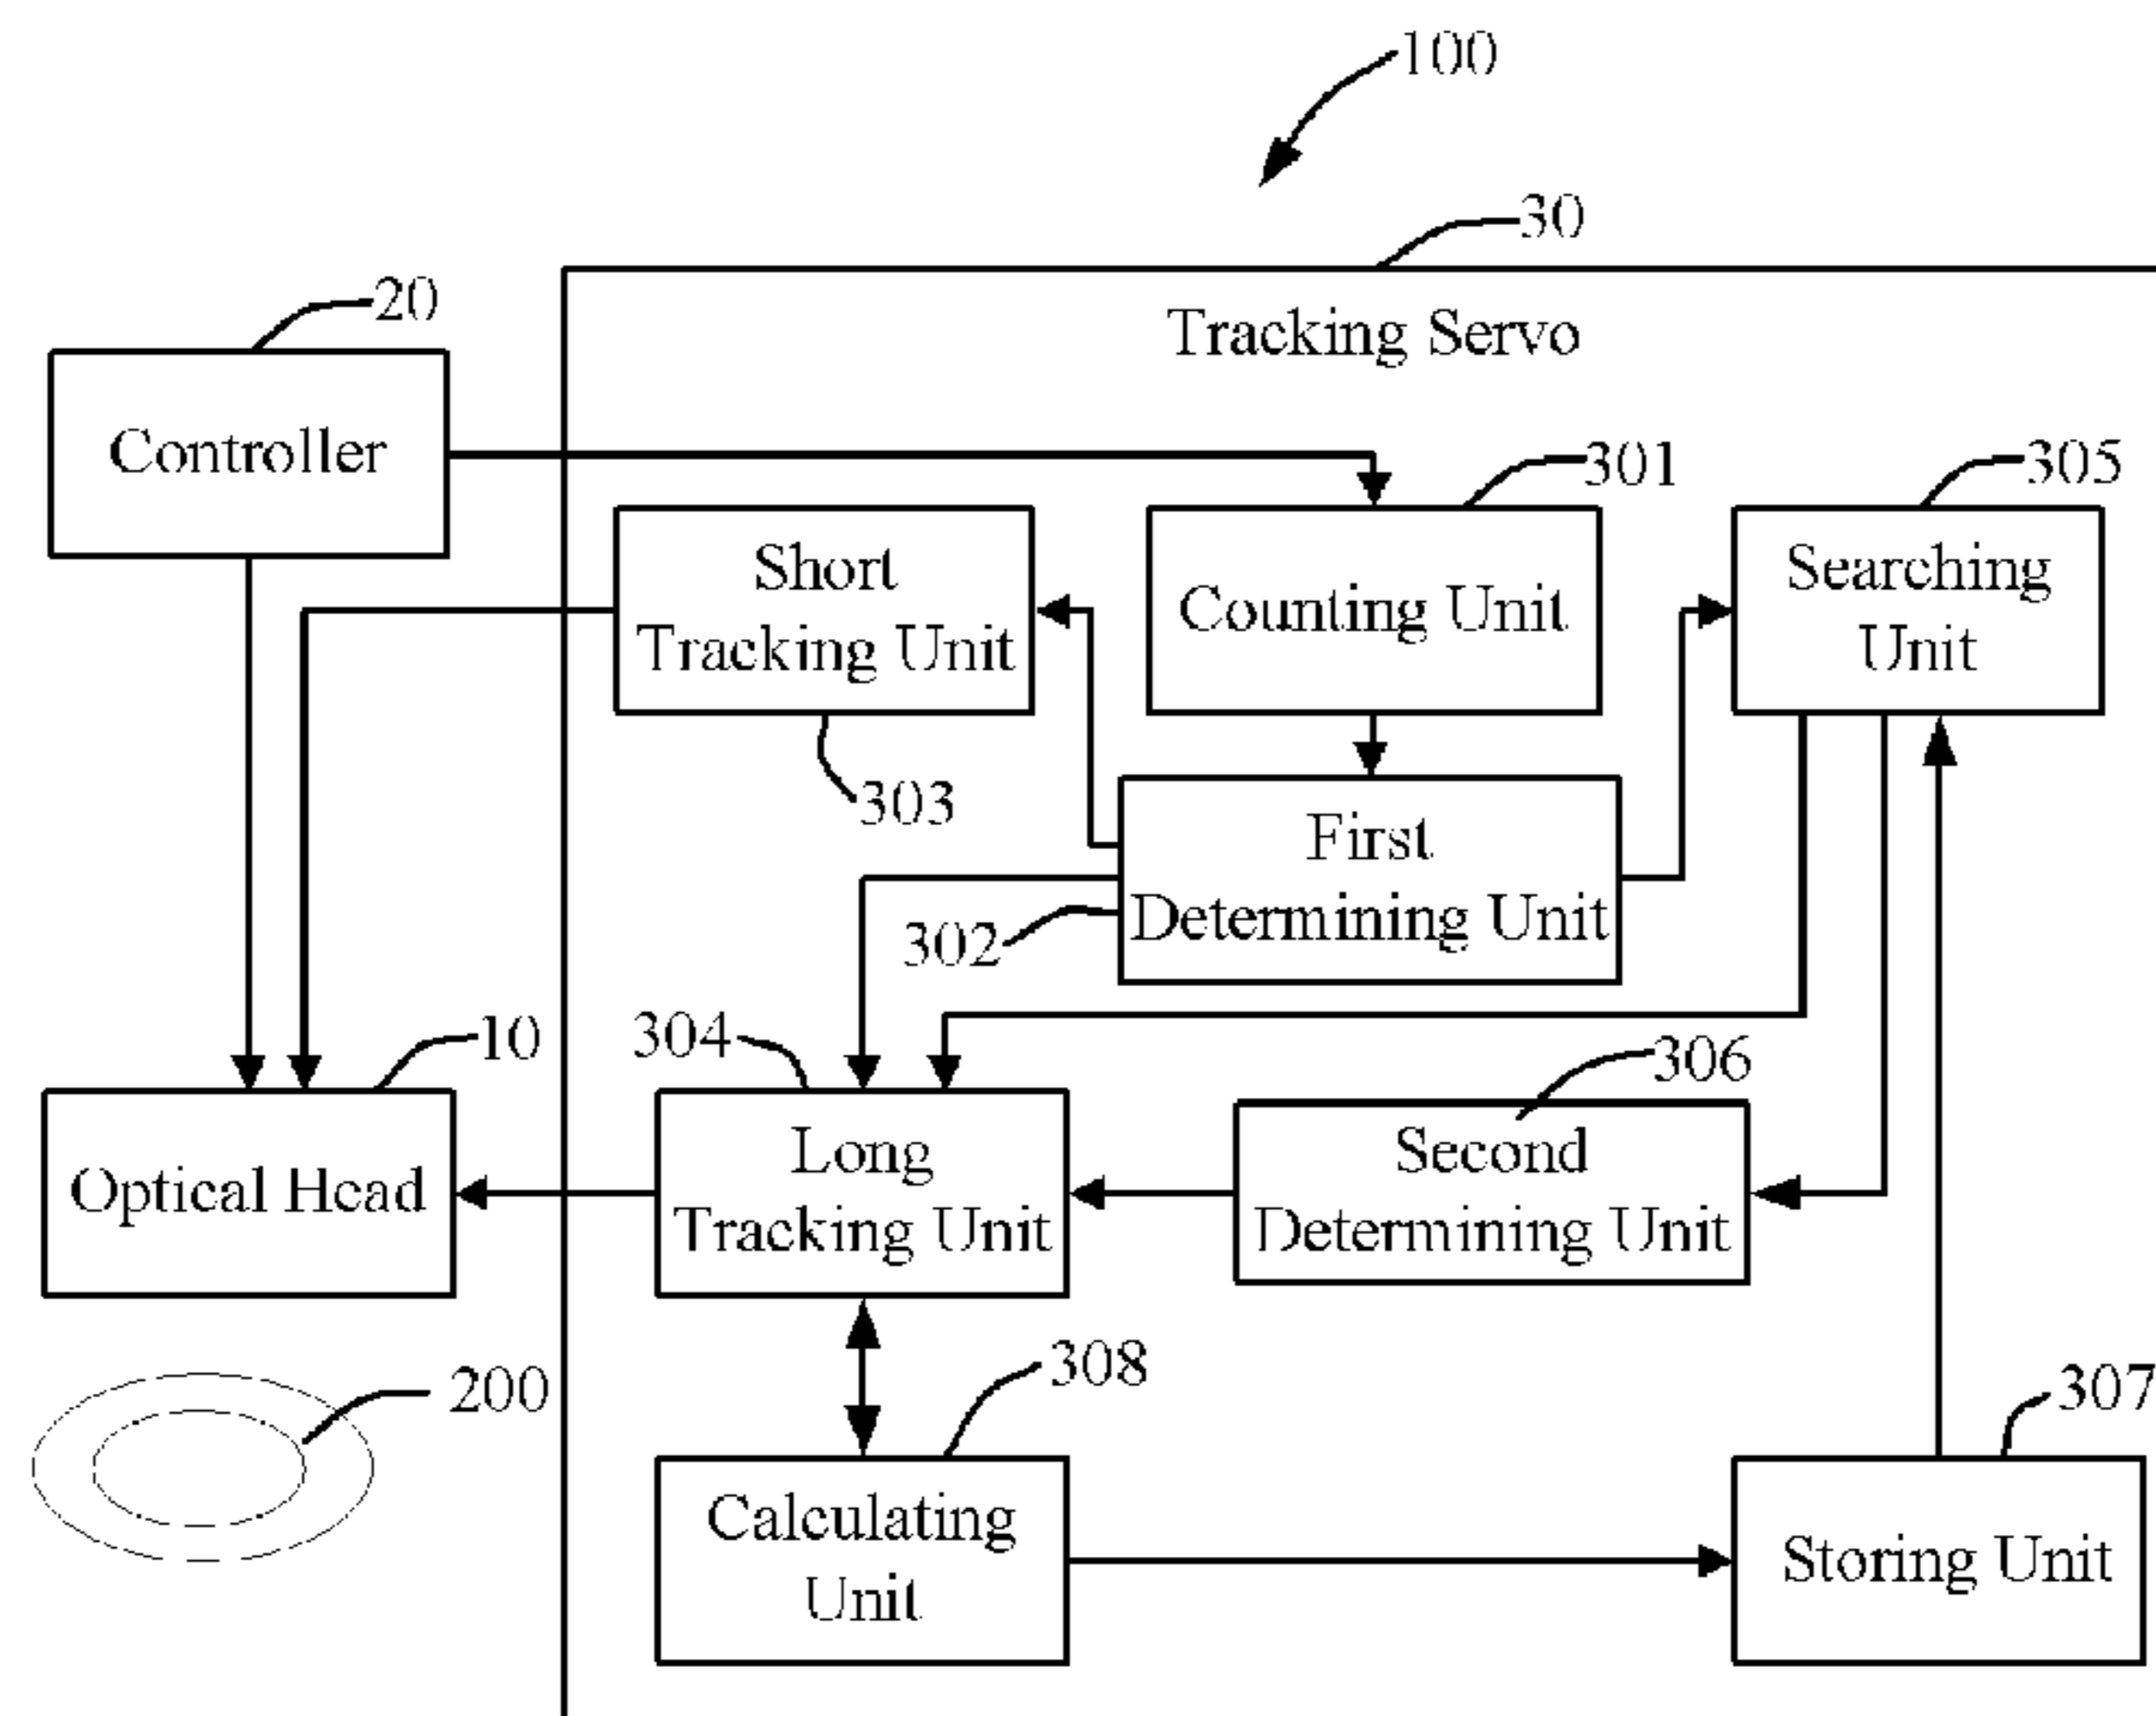 100
30
20
Tracking Servo
Controller
301
305
Short
Tracking Unit
Counting Unit
Searching
Unit
303
First
Determining Unit
302
304
10
306
Optical Head
Long
Tracking Unit
Second
Determining Unit
200
308
307
Calculating
Unit
Storing Unit